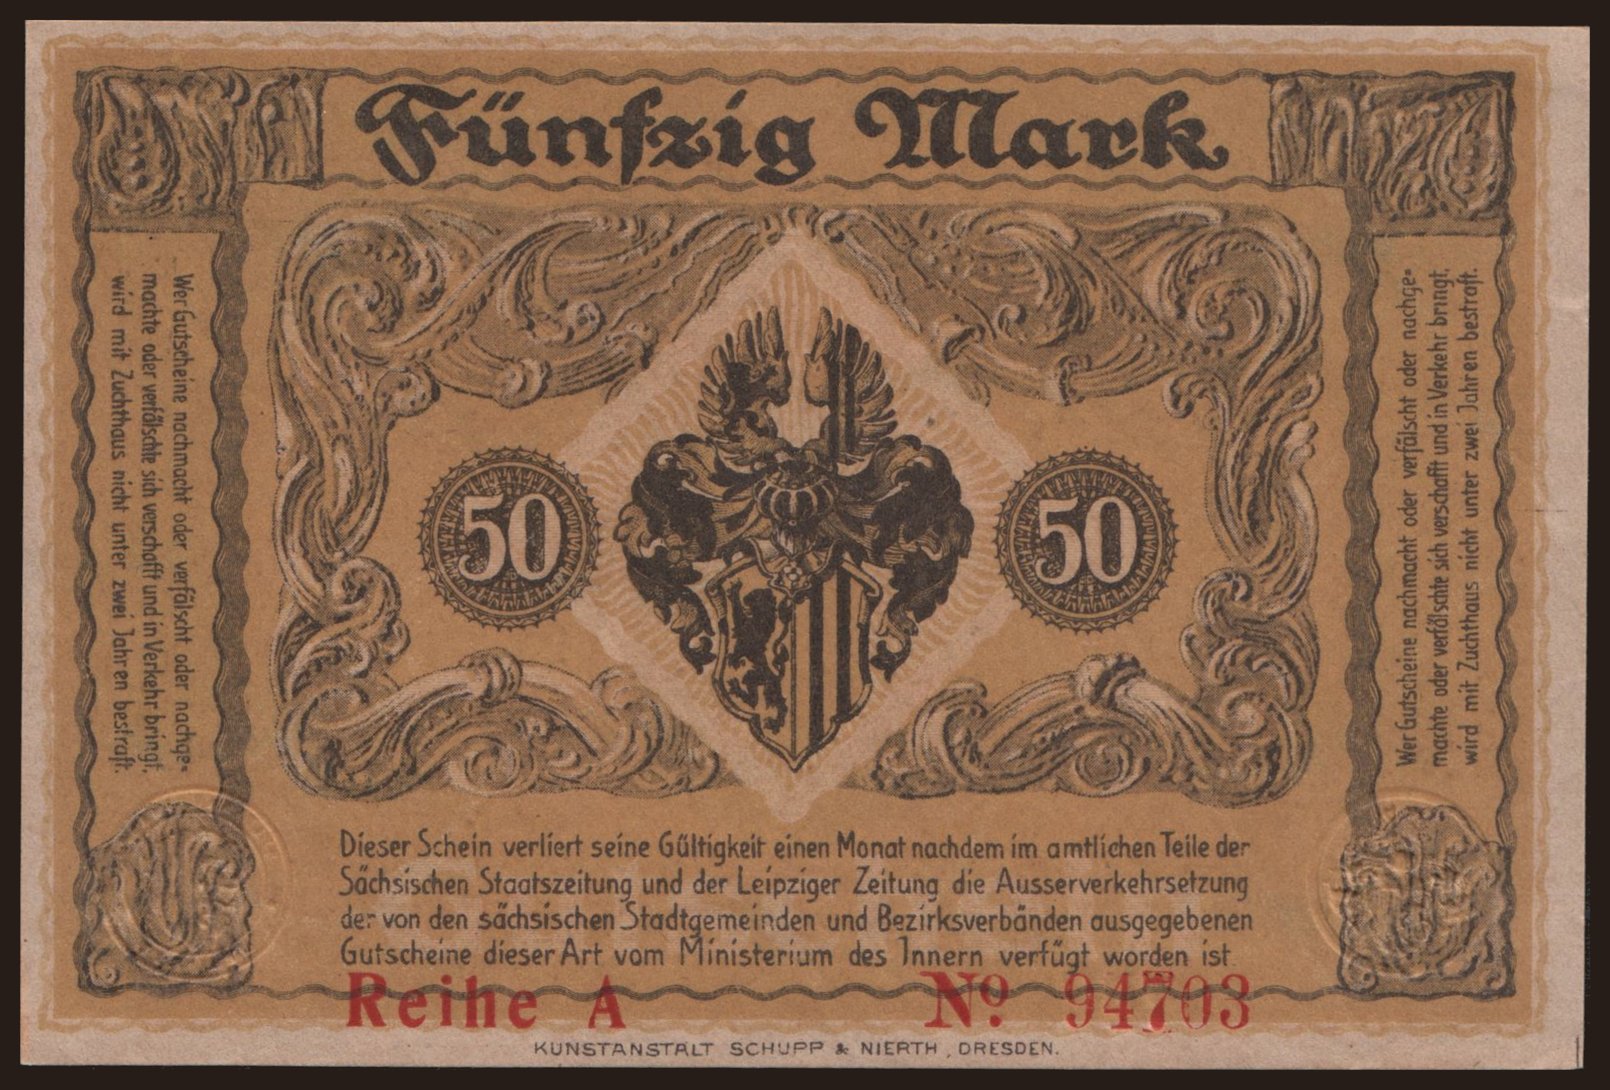 Fünfzig Mark
Wer Gutscheine nachmacht oder verfälscht oder nachge=
machte oder verfälschte sich verschafft und in Verkehr bringt,
wird mit Zuchthaus nicht unter zwei Jahren bestraft.
50
50
Wer Gutscheine nachmacht oder verfälscht oder nachge=
machte oder verfälschte sich verschafft und in Verkehr bringt,
wird mit Zuchthaus nicht unter zwei Jahren bestraft.
Dieser Schein verliert seine Gültigkeit einen Monat nachdem im amtlichen Teile der
Sächsischen Staatszeitung und der Leipziger Zeitung die Ausserverkehrsetzung
der von den sächsischen Stadtgemeinden und Bezirksverbänden ausgegebenen
Gutscheine dieser Art vom Ministerium des Innern verfügt worden ist.
Reihe A No. 94703
KUNSTANSTALT SCHUPP & NIERTH, DRESDEN.